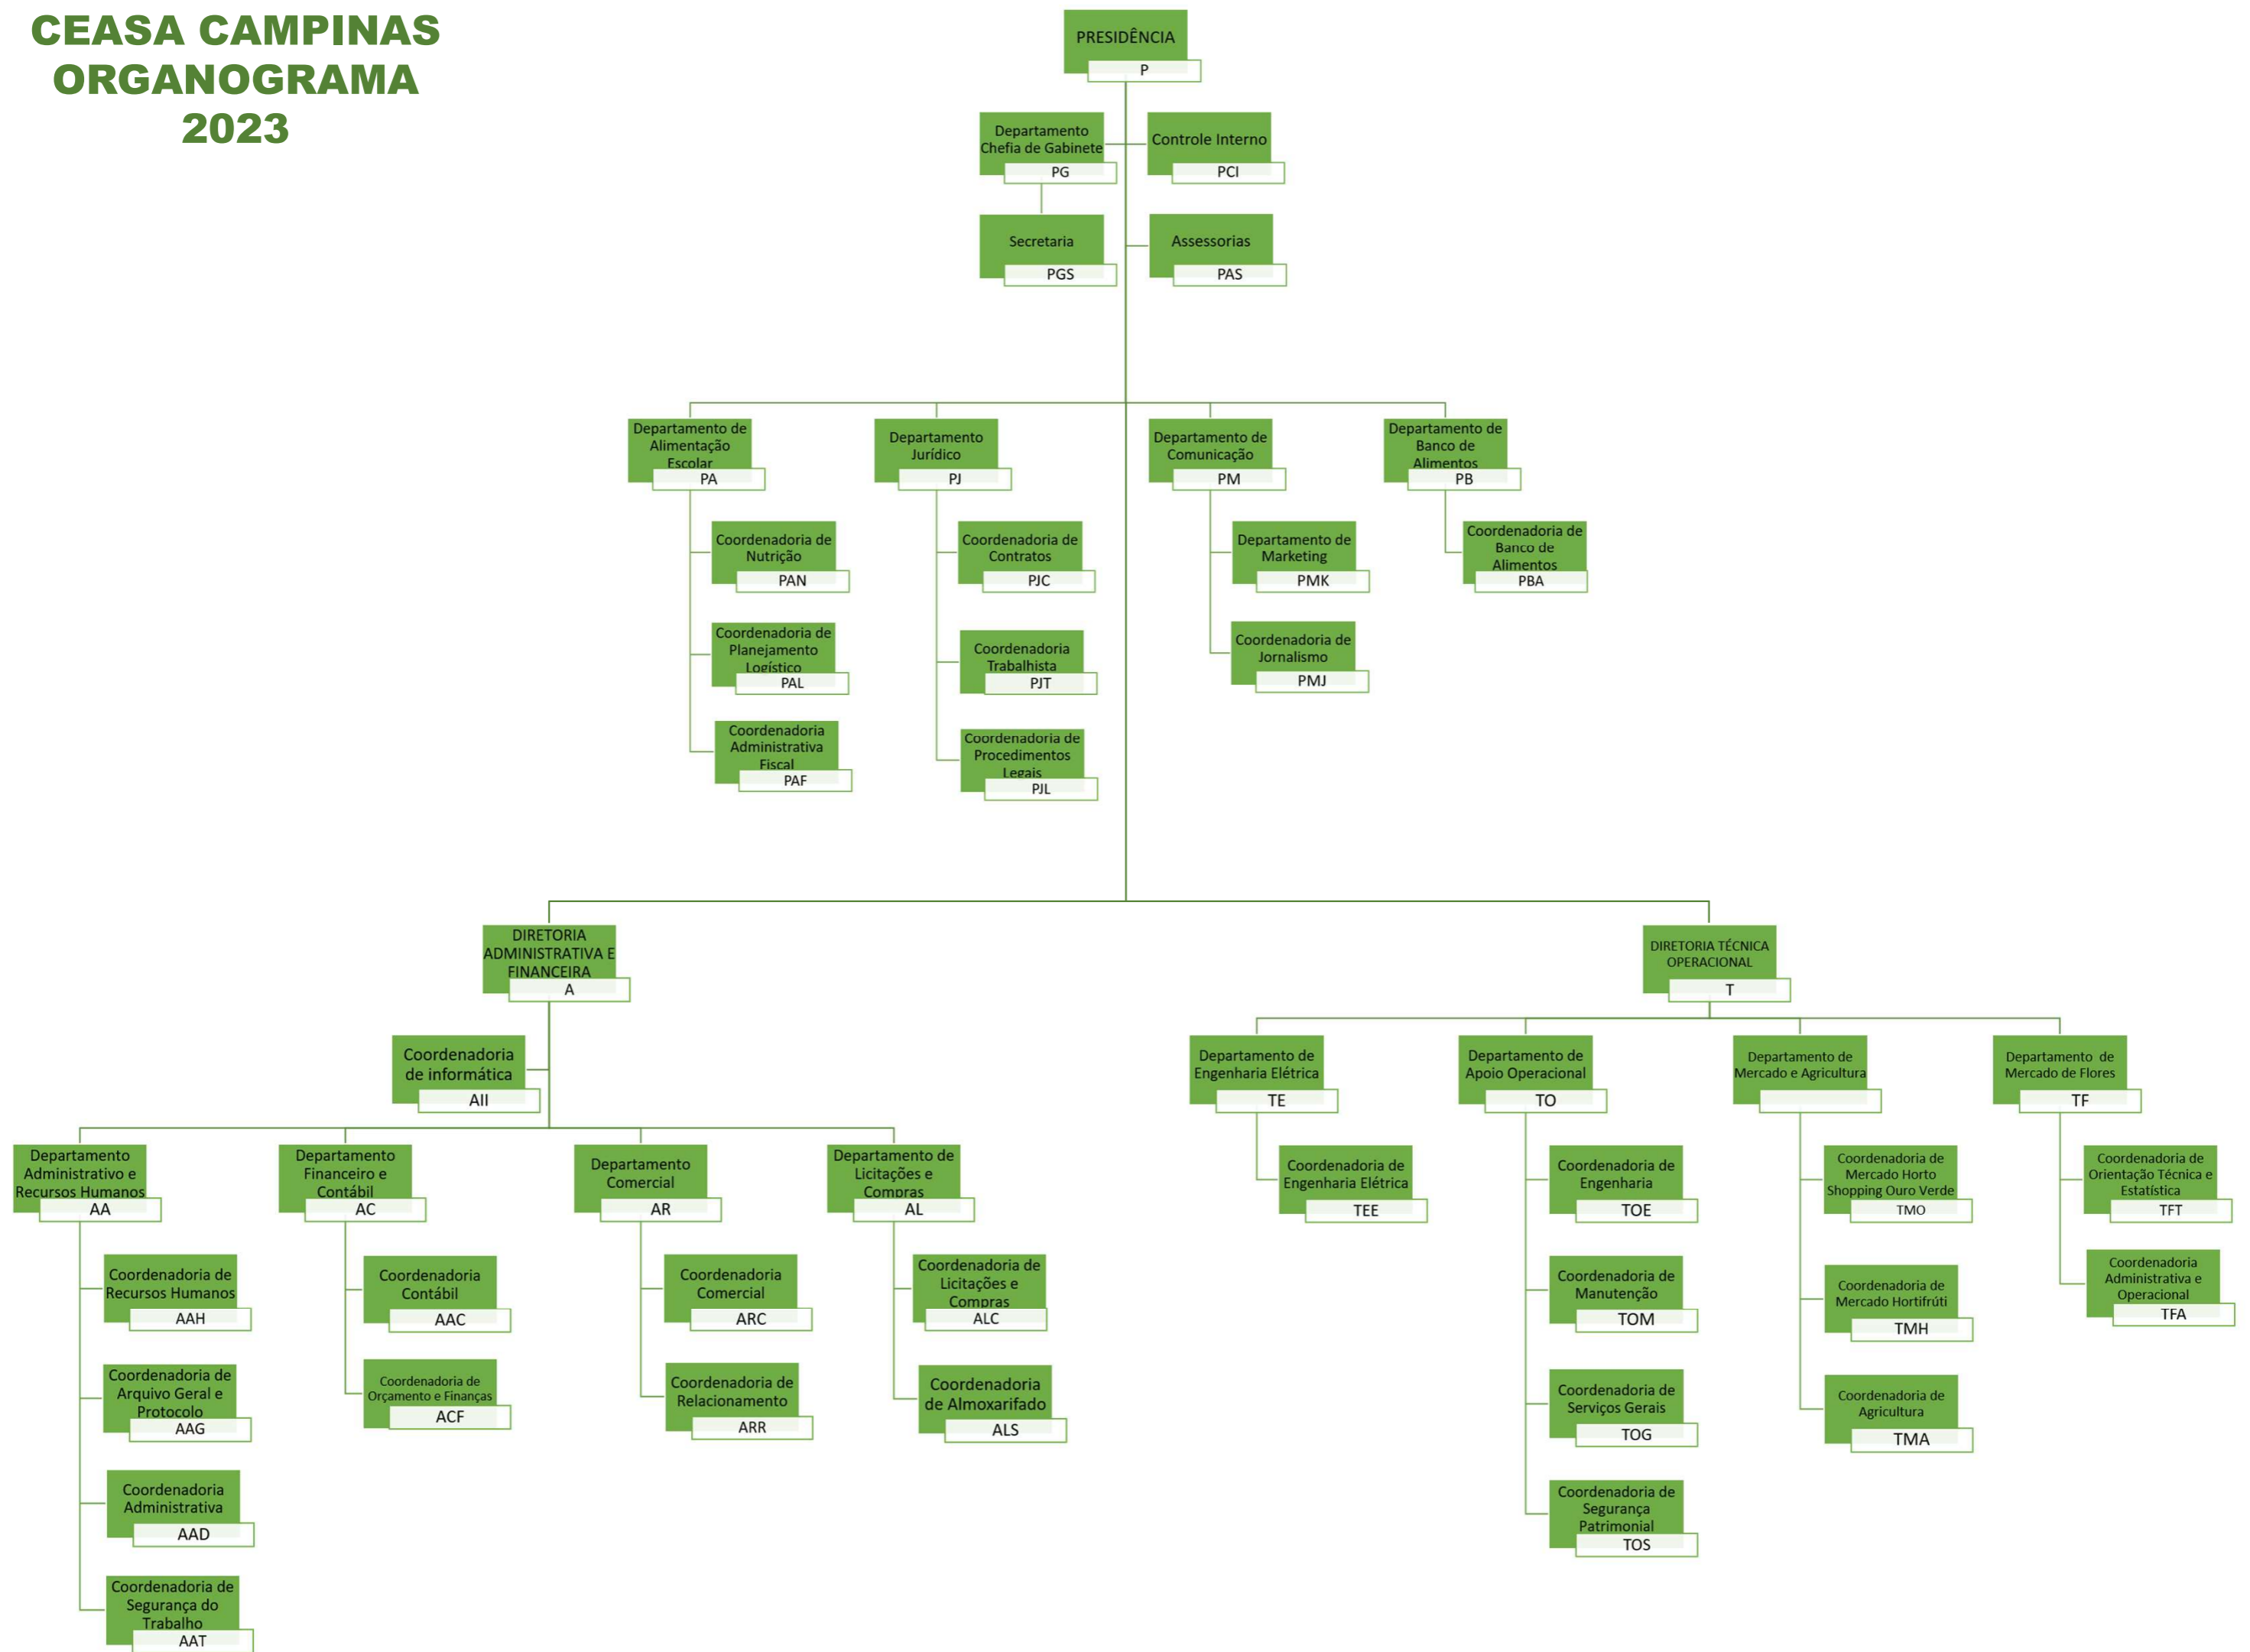 CEASA CAMPINAS
ORGANOGRAMA
2023
PRESIDÊNCIA
P
Departamento
Chefia de Gabinete
PG
Controle Interno
PCI
Secretaria
PGS
Assessorias
PAS
Departamento de
Alimentação
Escolar
PA
Departamento
Jurídico
PJ
Departamento de
Comunicação
PM
Departamento de
Banco de
Alimentos
PB
Coordenadoria de
Nutrição
PAN
Coordenadoria de
Contratos
PJC
Departamento de
Marketing
PMK
Coordenadoria de
Banco de
Alimentos
PBA
Coordenadoria de
Planejamento
Logístico
PAL
Coordenadoria
Trabalhista
PJT
Coordenadoria de
Jornalismo
PMJ
Coordenadoria
Administrativa
Fiscal
PAF
Coordenadoria de
Procedimentos
Legais
PJL
DIRETORIA
ADMINISTRATIVA E
FINANCEIRA
A
DIRETORIA TÉCNICA
OPERACIONAL
T
Coordenadoria
de informática
AII
Departamento
Administrativo e
Recursos Humanos
AA
Departamento
Financeiro e
Contábil
AC
Departamento
Comercial
AR
Departamento de
Licitações e
Compras
AL
Coordenadoria de
Recursos Humanos
AAH
Coordenadoria
Contábil
AAC
Coordenadoria
Comercial
ARC
Coordenadoria de
Licitações e
Compras
ALC
Coordenadoria de
Arquivo Geral e
Protocolo
AAG
Coordenadoria de
Orçamento e Finanças
ACF
Coordenadoria de
Relacionamento
ARR
Coordenadoria
de Almoxarifado
ALS
Coordenadoria
Administrativa
AAD
Coordenadoria de
Segurança do
Trabalho
AAT
Departamento de
Engenharia Elétrica
TE
Departamento de
Apoio Operacional
TO
Departamento de
Mercado e Agricultura
Departamento de
Mercado de Flores
TF
Coordenadoria de
Engenharia Elétrica
TEE
Coordenadoria de
Engenharia
TOE
Coordenadoria de
Mercado Horto
Shopping Ouro Verde
TMO
Coordenadoria de
Orientação Técnica e
Estatística
TFT
Coordenadoria de
Manutenção
TOM
Coordenadoria de
Mercado Hortifrúti
TMH
Coordenadoria
Administrativa e
Operacional
TFA
Coordenadoria de
Serviços Gerais
TOG
Coordenadoria de
Agricultura
TMA
Coordenadoria de
Segurança
Patrimonial
TOS